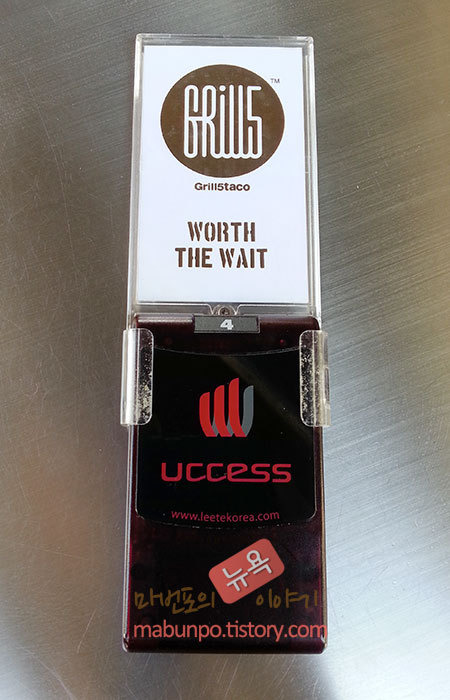 GRill5
TM
Grill5taco
WORTH
THE WAIT
4
uccess
www.leetekorea.com
뉴욕
마번포의 이야기
mabunpo.tistory.com